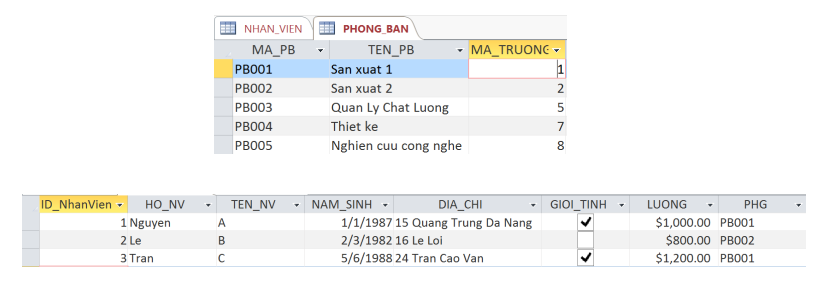 NHAN_VIEN PHONG_BAN
MA_PB TEN_PB MA_TRUONG
PB001 San xuat 1 1
PB002 San xuat 2 2
PB003 Quan Ly Chat Luong 5
PB004 Thiet ke 7
PB005 Nghien cuu cong nghe 8
ID_NhanVien HO_NV TEN_NV NAM_SINH DIA_CHI GIOI_TINH LUONG PHG
1 Nguyen A 1/1/1987 15 Quang Trung Da Nang $1,000.00 PB001
2 Le B 2/3/1982 16 Le Loi $800.00 PB002
3 Tran C 5/6/1988 24 Tran Cao Van $1,200.00 PB001